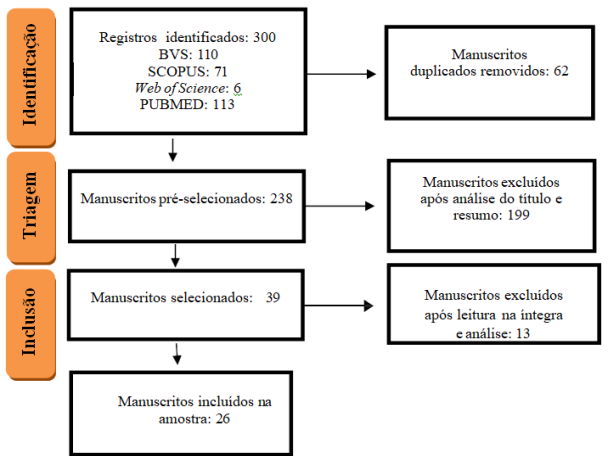 Identificação
Registros identificados: 300
BVS: 110
SCOPUS: 71
Web of Science: 6
PUBMED: 113
Manuscritos
duplicados removidos: 62
Triagem
Manuscritos pré-selecionados: 238
Manuscritos excluídos
após análise do título e
resumo: 199
Inclusão
Manuscritos selecionados: 39
Manuscritos excluídos
após leitura na íntegra
e análise: 13
Manuscritos incluídos na
amostra: 26